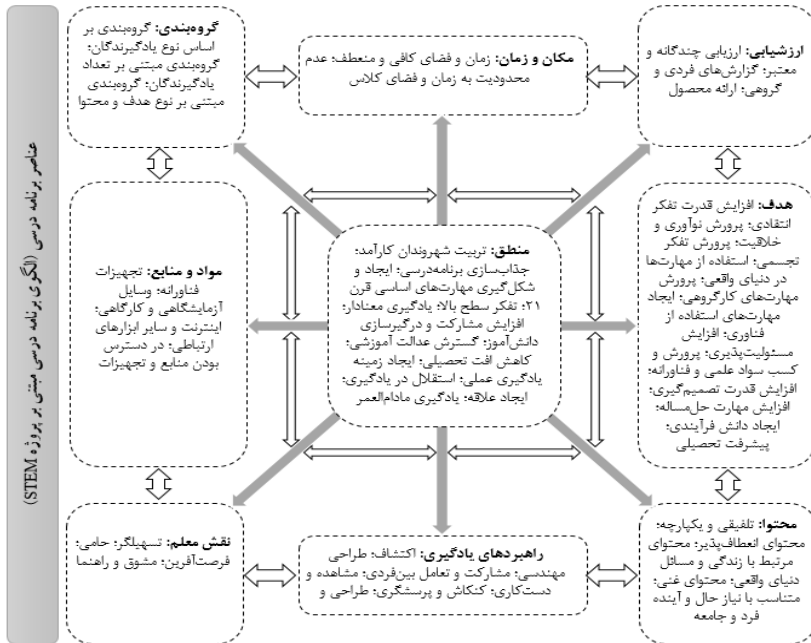 عناصر برنامه درسی (الگوی برنامه درسی مبتنی بر پروژه STEM)
ارزشیابی: ارزیابی چندگانه و
معتبر؛ گزارش‌های فردی و
گروهی؛ ارائه محصول
مکان و زمان: زمان و فضای کافی و منعطف؛ عدم
محدودیت به زمان و فضای کلاس
گروه‌بندی: گروه‌بندی بر
اساس نوع یادگیرندگان؛
گروه‌بندی مبتنی بر تعداد
یادگیرندگان؛ گروه‌بندی
مبتنی بر نوع هدف و محتوا
هدف: افزایش قدرت تفکر
انتقادی؛ پرورش نوآوری و
خلاقیت؛ پرورش تفکر
تجسمی؛ استفاده از مهارت‌ها
در دنیای واقعی؛ پرورش
مهارت‌های کارگروهی؛ ایجاد
مهارت‌های استفاده از
فناوری؛ افزایش
مسئولیت‌پذیری؛ پرورش و
کسب سواد علمی و فناورانه؛
افزایش قدرت تصمیم‌گیری؛
افزایش مهارت حل‌مساله؛
ایجاد دانش فرآیندی؛
پیشرفت تحصیلی
منطق: تربیت شهروندان کارآمد؛
جذاب‌سازی برنامه‌درسی؛ ایجاد و
شکل‌گیری مهارت‌های اساسی قرن
۲۱؛ تفکر سطح بالا؛ یادگیری معنادار؛
افزایش مشارکت و درگیرسازی
دانش‌آموز؛ گسترش عدالت آموزشی؛
کاهش افت تحصیلی؛ ایجاد زمینه
یادگیری عملی؛ استقلال در یادگیری؛
ایجاد علاقه؛ یادگیری مادام‌العمر
مواد و منابع: تجهیزات
فناورانه؛ وسایل
آزمایشگاهی و کارگاهی؛
اینترنت و سایر ابزارهای
ارتباطی؛ در دسترس
بودن منابع و تجهیزات
محتوا: تلفیقی و یکپارچه؛
محتوای انعطاف‌پذیر؛ محتوای
مرتبط با زندگی و مسائل
دنیای واقعی؛ محتوای غنی؛
متناسب با نیاز حال و آینده
فرد و جامعه
راهبردهای یادگیری: اکتشاف؛ طراحی
مهندسی؛ مشارکت و تعامل بین‌فردی؛ مشاهده و
دست‌کاری؛ کنکاش و پرسشگری؛ طراحی و
نقش معلم: تسهیلگر؛ حامی؛
فرصت‌آفرین؛ مشوق و راهنما